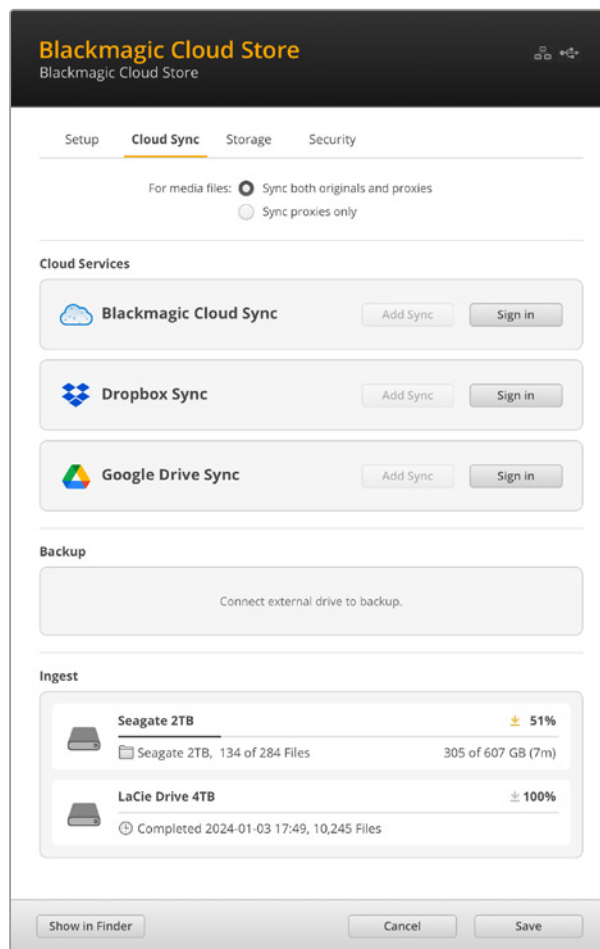 Blackmagic Cloud Store
Blackmagic Cloud Store
Setup Cloud Sync Storage Security
For media files: Sync both originals and proxies
Sync proxies only
Cloud Services
Blackmagic Cloud Sync Add Sync Sign in
Dropbox Sync Add Sync Sign in
Google Drive Sync Add Sync Sign in
Backup
Connect external drive to backup.
Ingest
Seagate 2TB 51%
Seagate 2TB, 134 of 284 Files 305 of 607 GB (7m)
LaCie Drive 4TB 100%
Completed 2024-01-03 17:49, 10,245 Files
Show in Finder Cancel Save